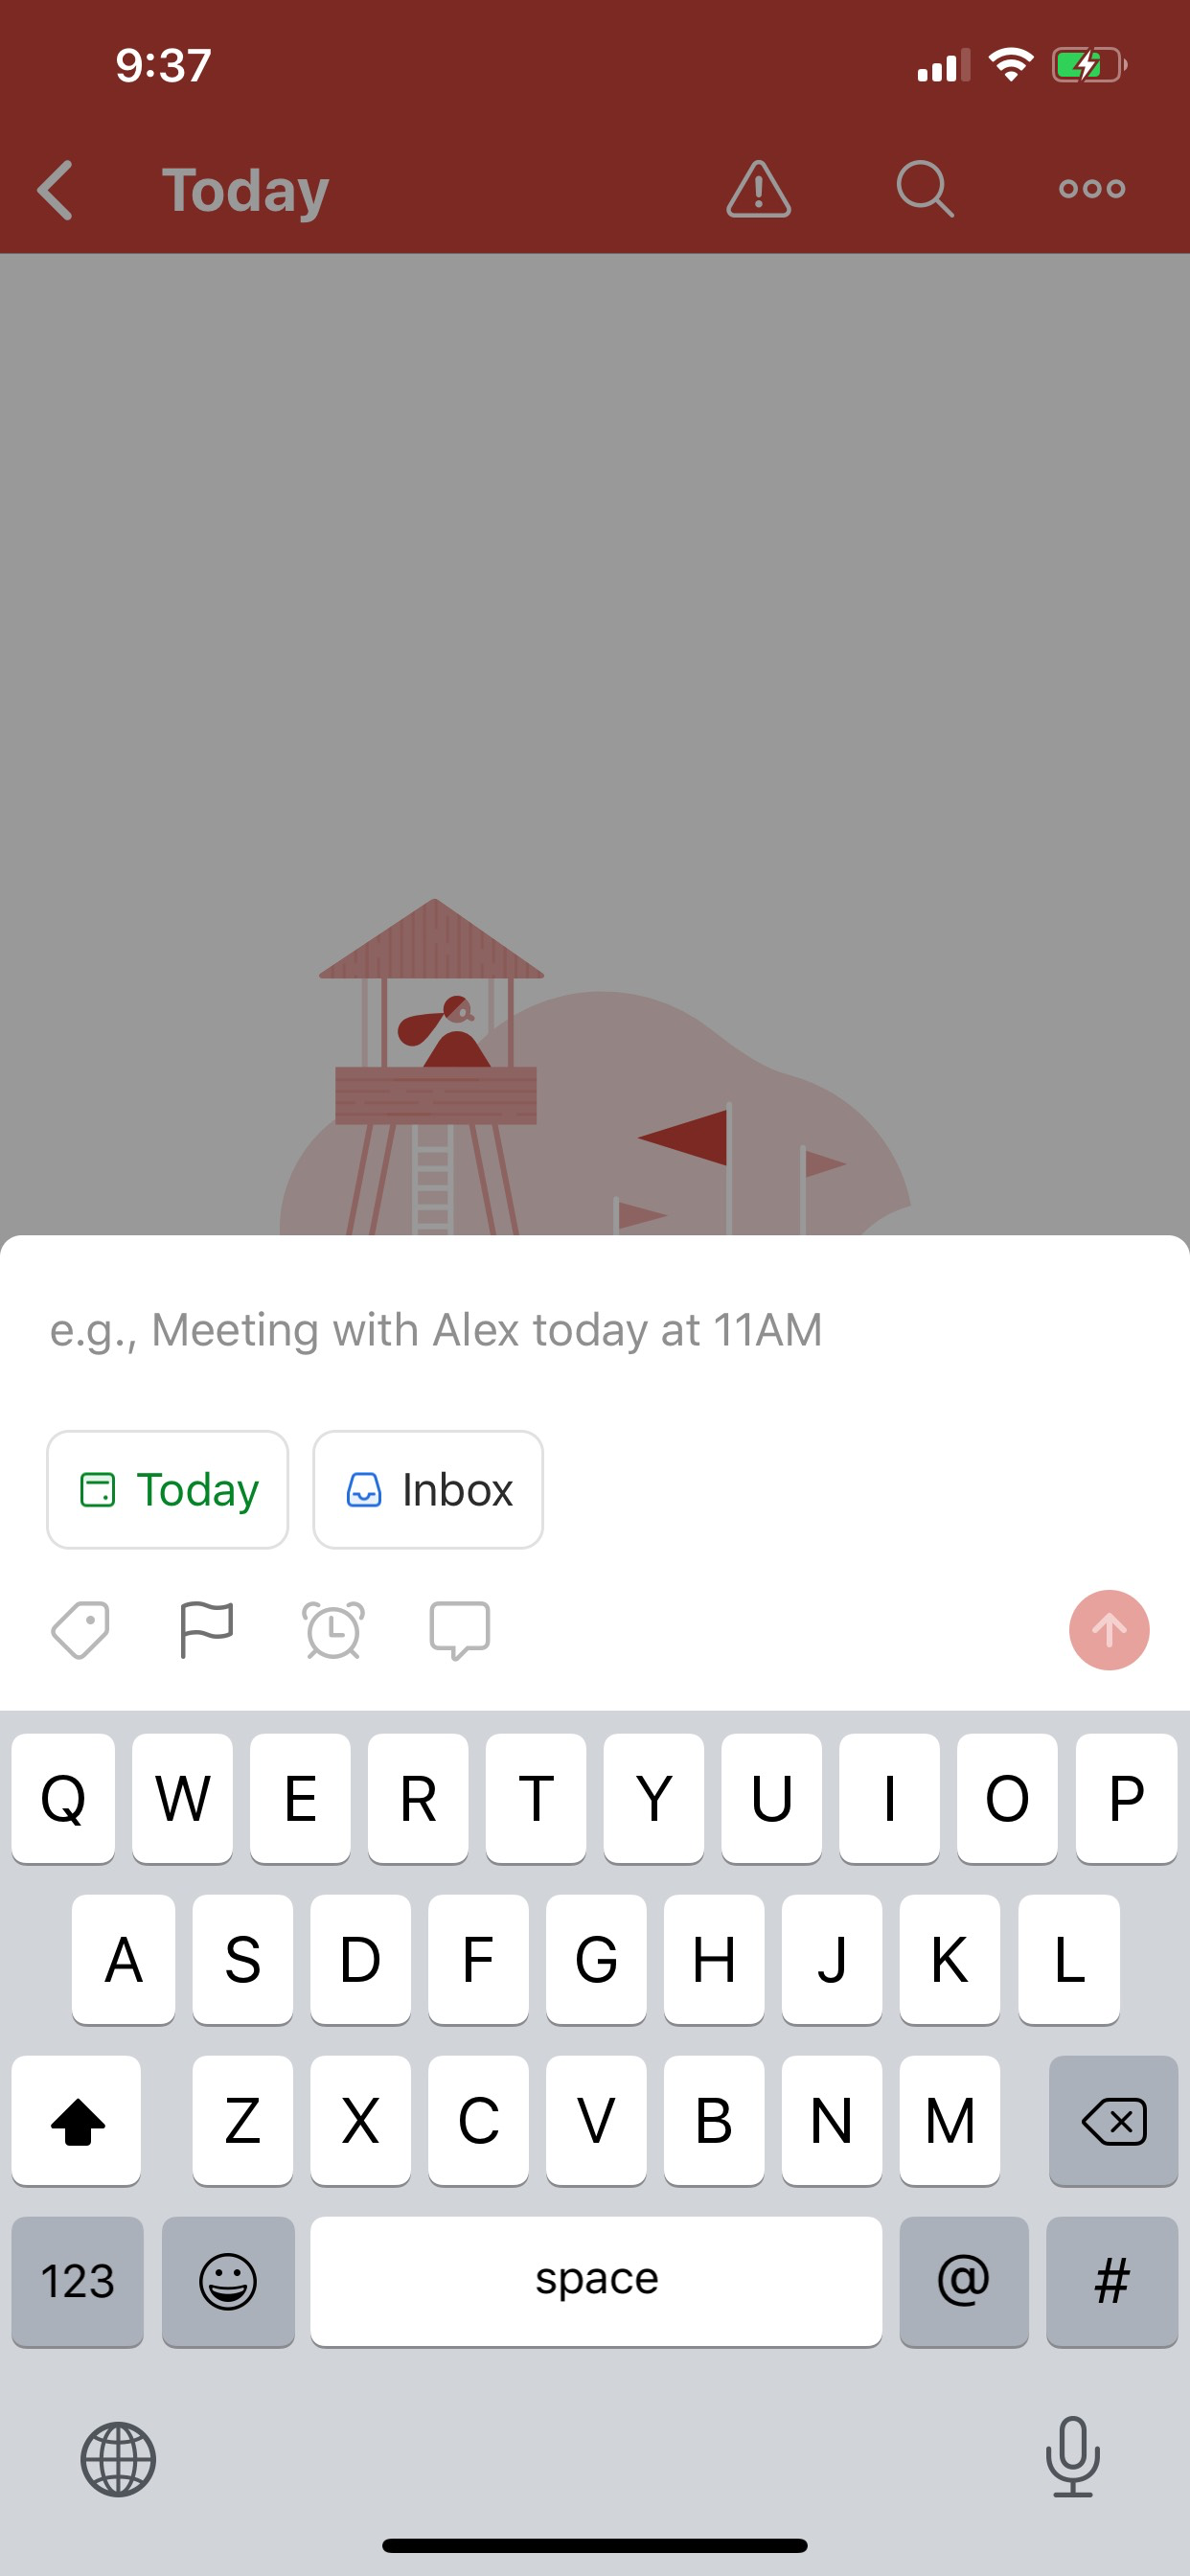 9:37
Today
e.g., Meeting with Alex today at 11AM
Today Inbox
Q W E R T Y U I O P
A S D F G H J K L
Z X C V B N M
123 space @ #